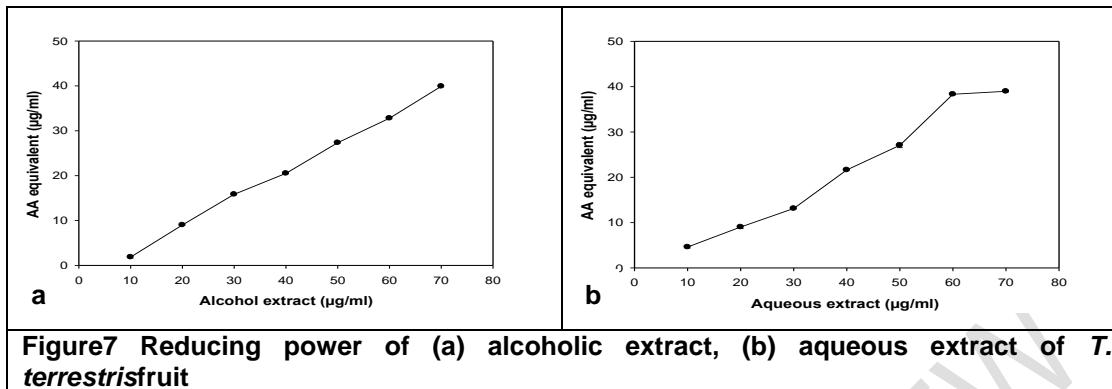 50
40
30
20
10
0
AA equivalent (µg/ml)
0 10 20 30 40 50 60 70 80
Alcohol extract (µg/ml)
a
50
40
30
20
10
0
AA equivalent (µg/ml)
0 10 20 30 40 50 60 70 80
Aqueous extract (µg/ml)
b
Figure7 Reducing power of (a) alcoholic extract, (b) aqueous extract of T.
terrestrisfruit